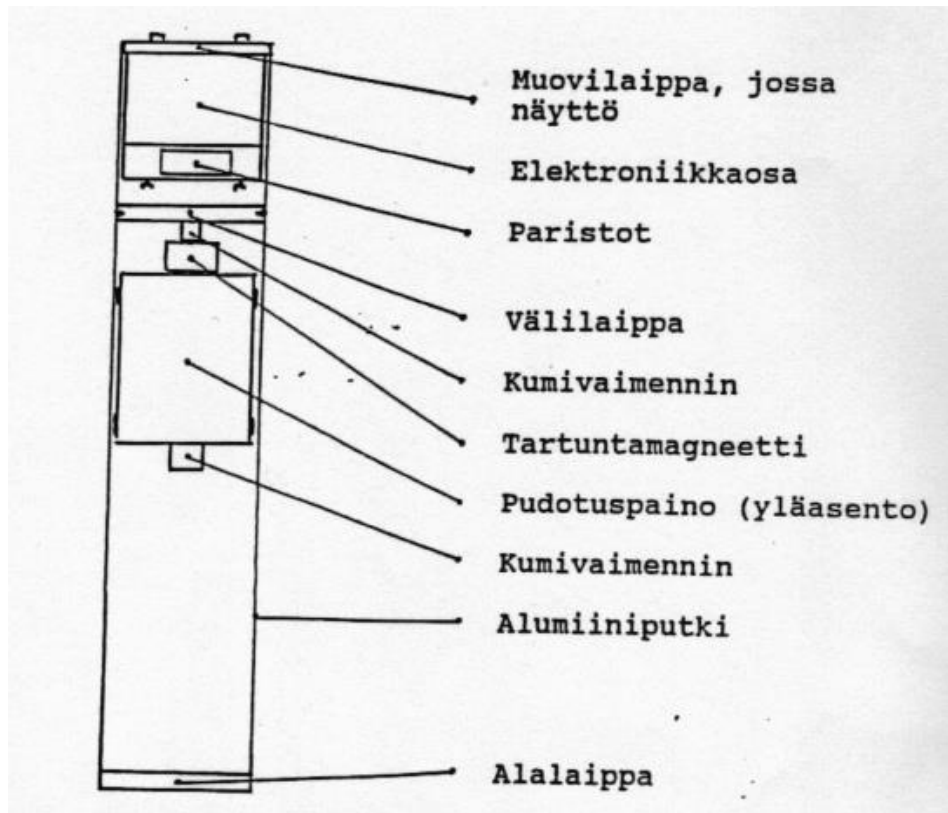 Muovilaippa, jossa
näyttö
Elektroniikkaosa
Paristot
Välilaippa
Kumivaimennin
Tartuntamagneetti
Pudotuspaino (yläasento)
Kumivaimennin
Alumiiniputki
Alalaippa